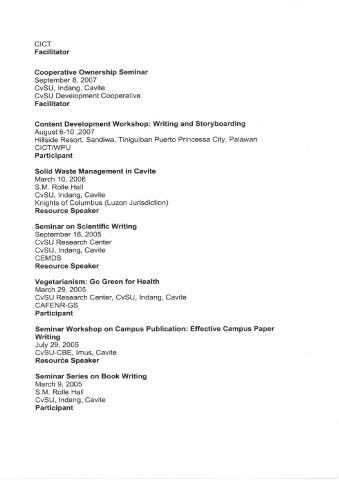 CICT
Facilitator
Cooperative Ownership Seminar
September 8, 2007
CvSU, Indang, Cavite
CvSU Development Cooperative
Facilitator
Content Development Workshop: Writing and Storyboarding
August 6-10 ,2007
Hillside Resort, Sandiwa, Tiniguiban Puerto Princessa City, Palawan
CICT/WPU
Participant
Solid Waste Management in Cavite
March 10, 2006
S.M. Rolle Hall
CvSU, Indang, Cavite
Knights of Columbus (Luzon Jurisdiction)
Resource Speaker
Seminar on Scientific Writing
September 16, 2005
CvSU Research Center
CvSU, Indang, Cavite
CEMDS
Resource Speaker
Vegetarianism: Go Green for Health
March 29, 2005
CvSU Research Center, CvSU, Indang, Cavite
CAFENR-GS
Participant
Seminar Workshop on Campus Publication: Effective Campus Paper
Writing
July 29, 2005
CvSU-CBE, Imus, Cavite
Resource Speaker
Seminar Series on Book Writing
March 9, 2005
S.M. Rolle Hall
CvSU, Indang, Cavite
Participant